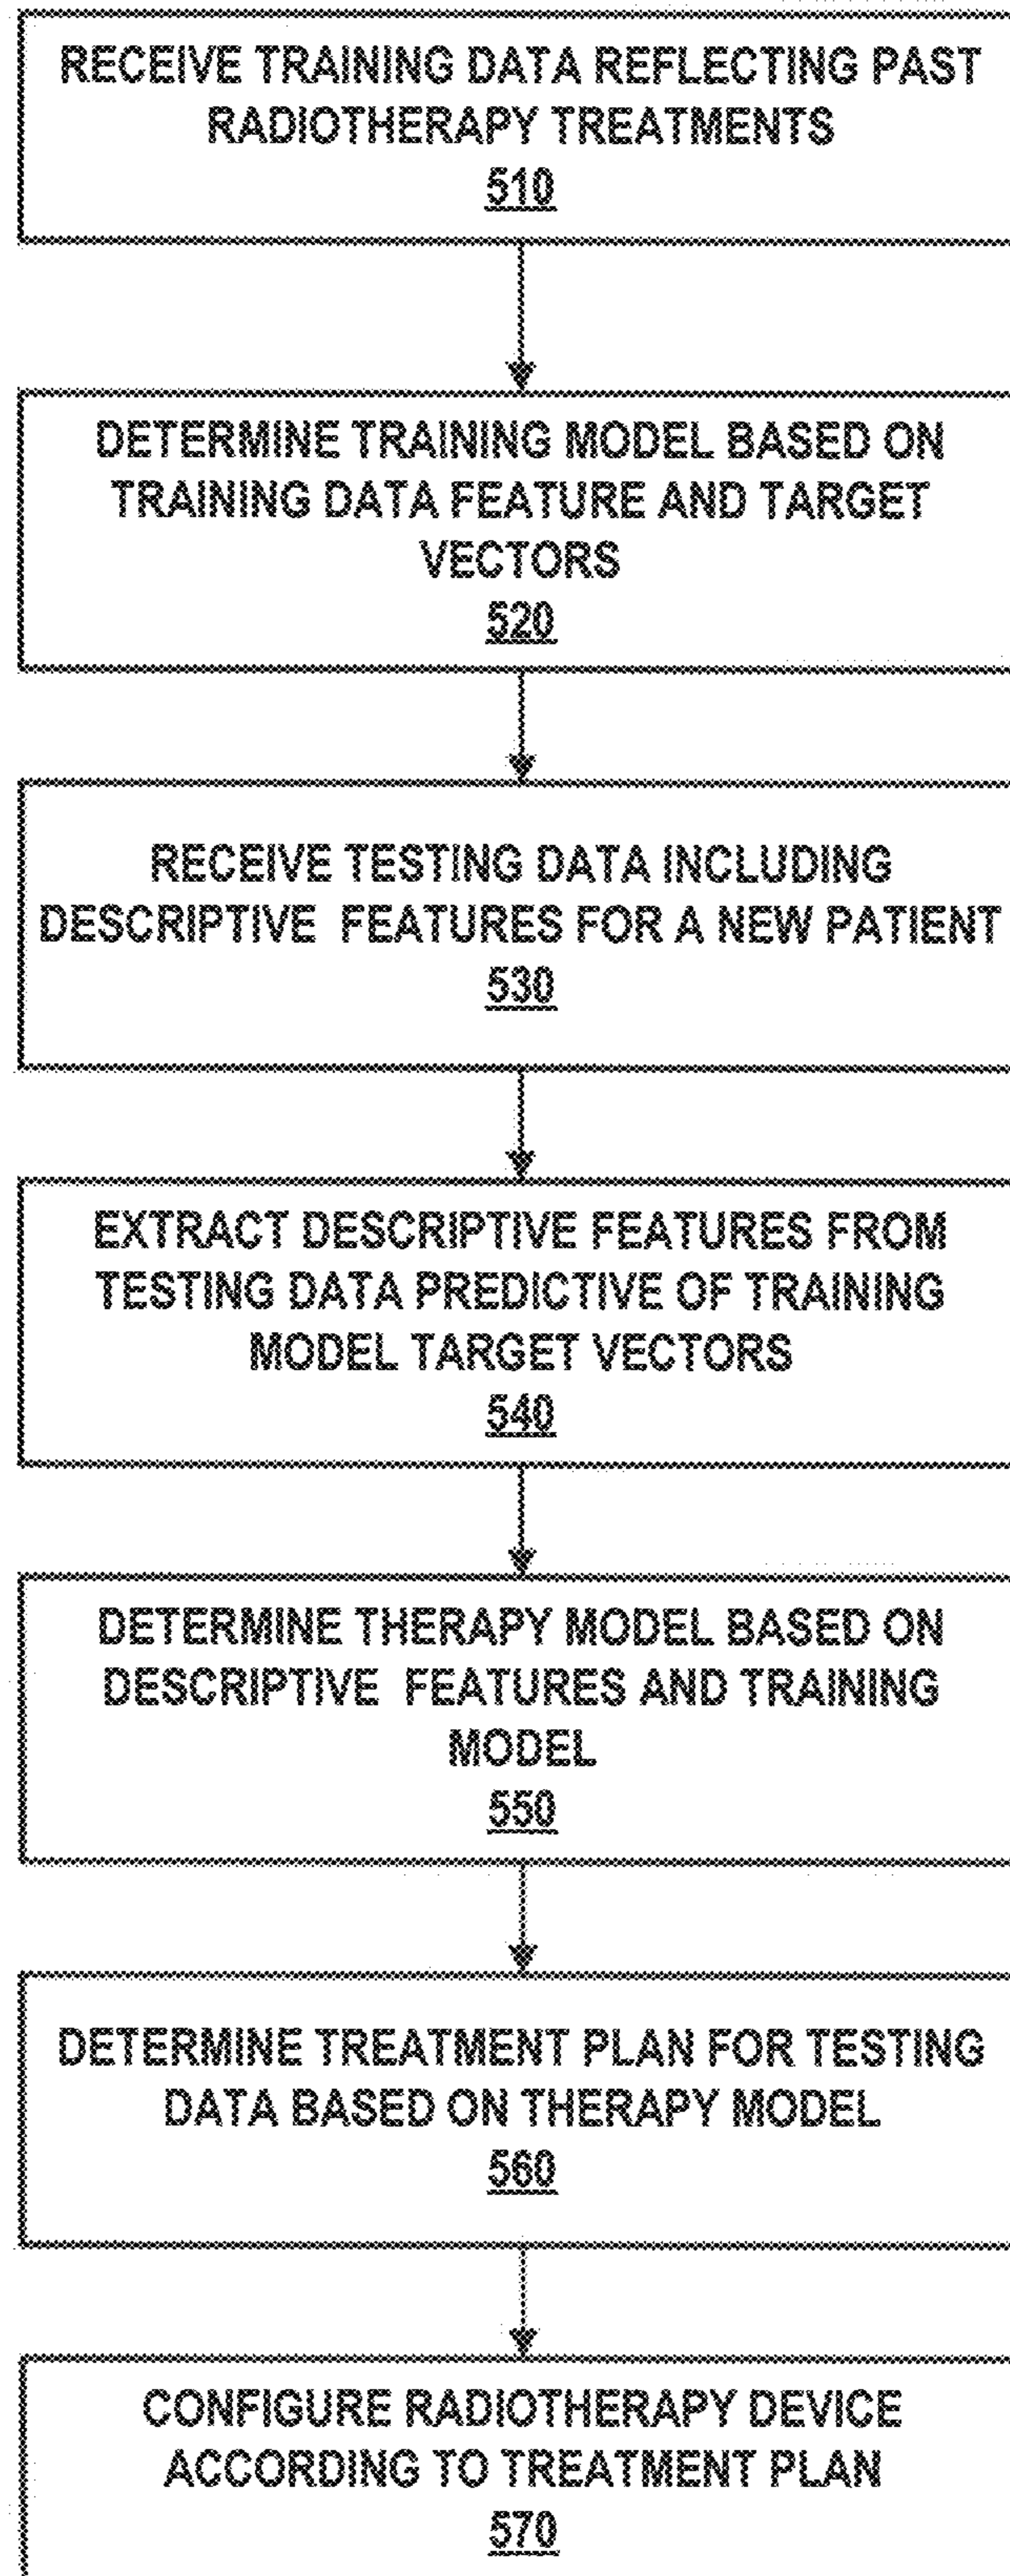 RECEIVE TRAINING DATA REFLECTING PAST
RADIOTHERAPY TREATMENTS
510
DETERMINE TRAINING MODEL BASED ON
TRAINING DATA FEATURE AND TARGET
VECTORS
520
RECEIVE TESTING DATA INCLUDING
DESCRIPTIVE FEATURES FOR A NEW PATIENT
530
EXTRACT DESCRIPTIVE FEATURES FROM
TESTING DATA PREDICTIVE OF TRAINING
MODEL TARGET VECTORS
540
DETERMINE THERAPY MODEL BASED ON
DESCRIPTIVE FEATURES AND TRAINING
MODEL
550
DETERMINE TREATMENT PLAN FOR TESTING
DATA BASED ON THERAPY MODEL
560
CONFIGURE RADIOTHERAPY DEVICE
ACCORDING TO TREATMENT PLAN
570